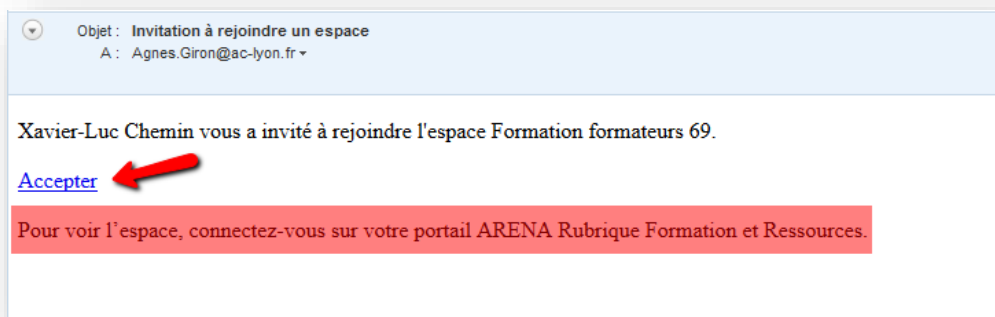 Objet : Invitation à rejoindre un espace
A : Agnes.Giron@ac-lyon.fr
Xavier-Luc Chemin vous a invité à rejoindre l'espace Formation formateurs 69.
Accepter
Pour voir l’espace, connectez-vous sur votre portail ARENA Rubrique Formation et Ressources.